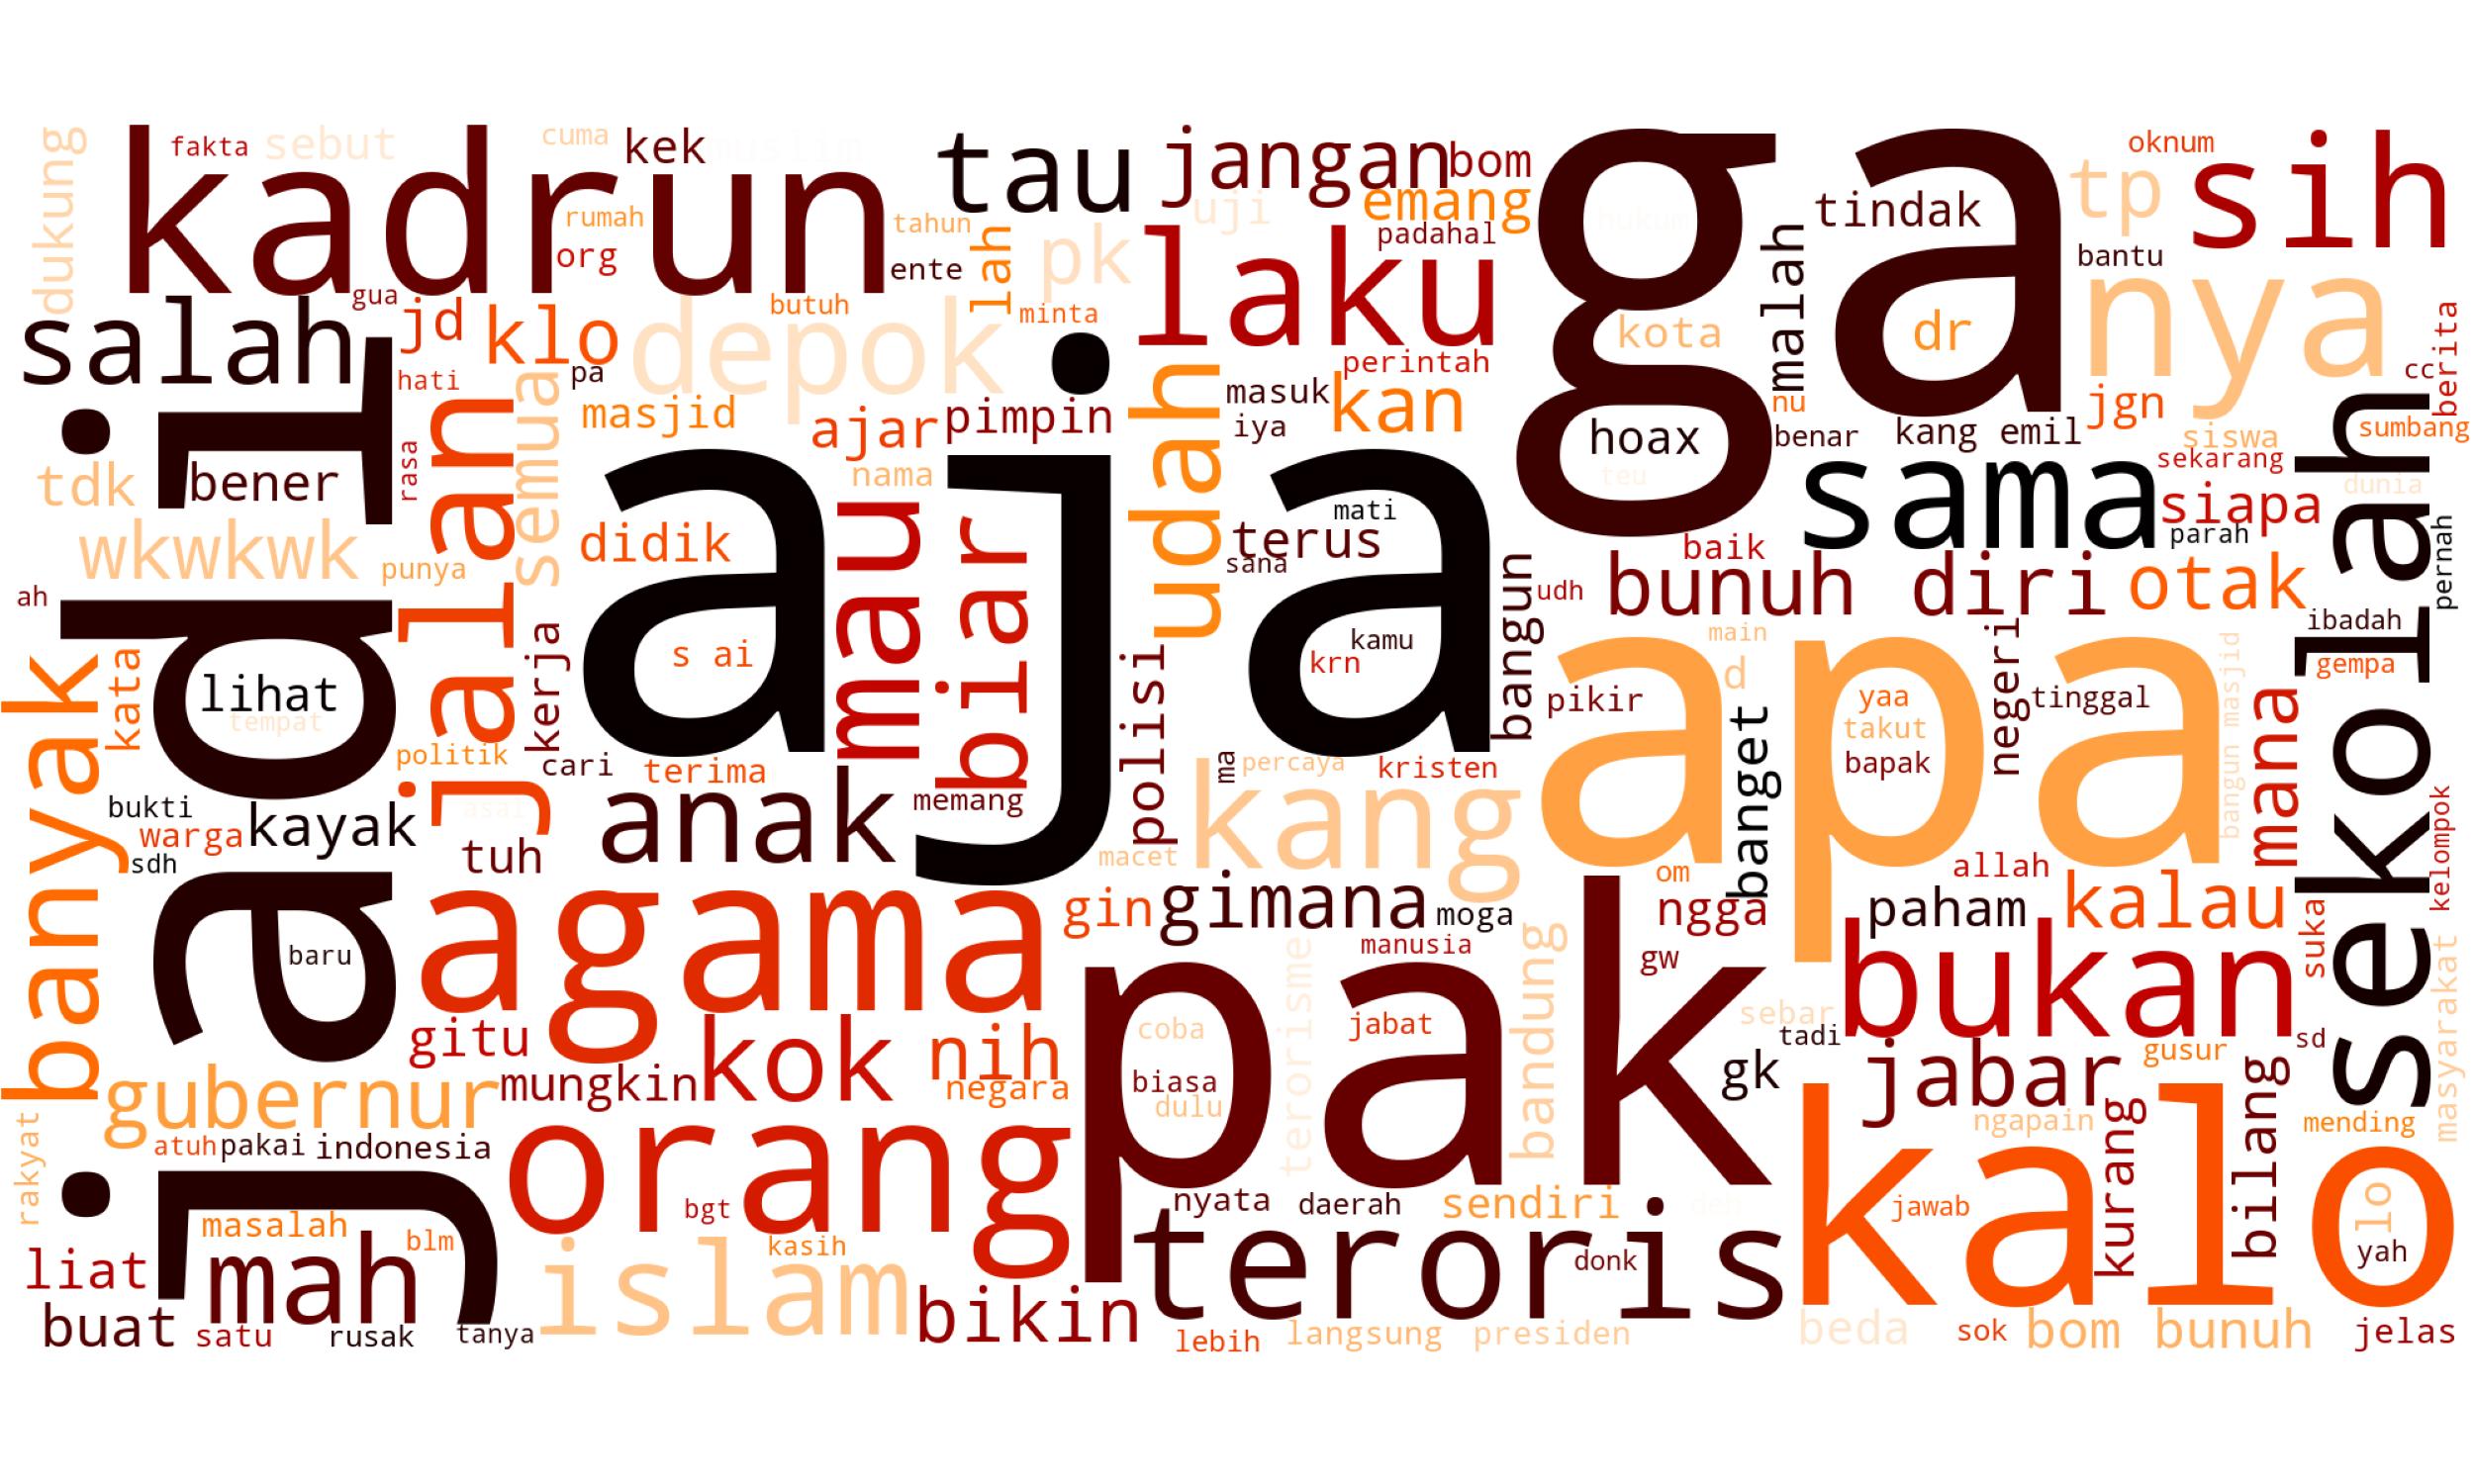 dukung
fakta
sebut
cuma
kek
muslim
kadrun
rumah
org
tau
tahun
ente
lah
pk
jangan
bom
uji
emang
padahal
laku
ga
tindak
oknum
tp
sih
bantu
nya
malah
kota
dr
perintah
salah
gua
jd
klo
depok
butuh
minta
pa
hati
semua
masjid
ajar
pimpin
udah
masuk
iya
kan
nu
hoax
teu
benar
kang emil
jgn
siswa
cc
berita
sumbang
sekarang
dunia
jadi
bener
tdk
rasa
jalan
nama
aja
mau
biar
didik
mati
terus
sana
sama
siapa
parah
pernah
sekolah
wkwkwk
punya
ah
baik
udh
bunuh diri
otak
ibadah
gempa
banyak
kata
lihat
tempat
kerja
s ai
polisi
kamu
krn
bangun
main
d
pikir
apa
yaa
takut
bapak
negeri
tinggal
bangun masjid
mana
politik
cari
terima
ma
percaya
kristen
banget
bukti
warga
sdh
kayak
asai
tuh
anak
memang
macet
kang
om
allah
kelompok
baru
agama
gin
gimana
moga
ngga
paham
kalau
suka
masyarakat
manusia
gw
bandung
terorisme
pak
coba
biasa
dulu
jabat
sebar
tadi
bukan
sd
gitu
mungkin
kok
nih
negara
gk
jabar
gusur
gubernur
rakyat
atuh
pakai
indonesia
orang
bgt
ngapain
kurang
bilang
mending
nyata
daerah
sendiri
teroris
donk
kalo
jawab
lo
yah
masalah
blm
liat
mah
kasih
islam
bikin
buat
satu
rusak
tanya
lebih
langsung
presiden
beda
sok
bom bunuh
jelas